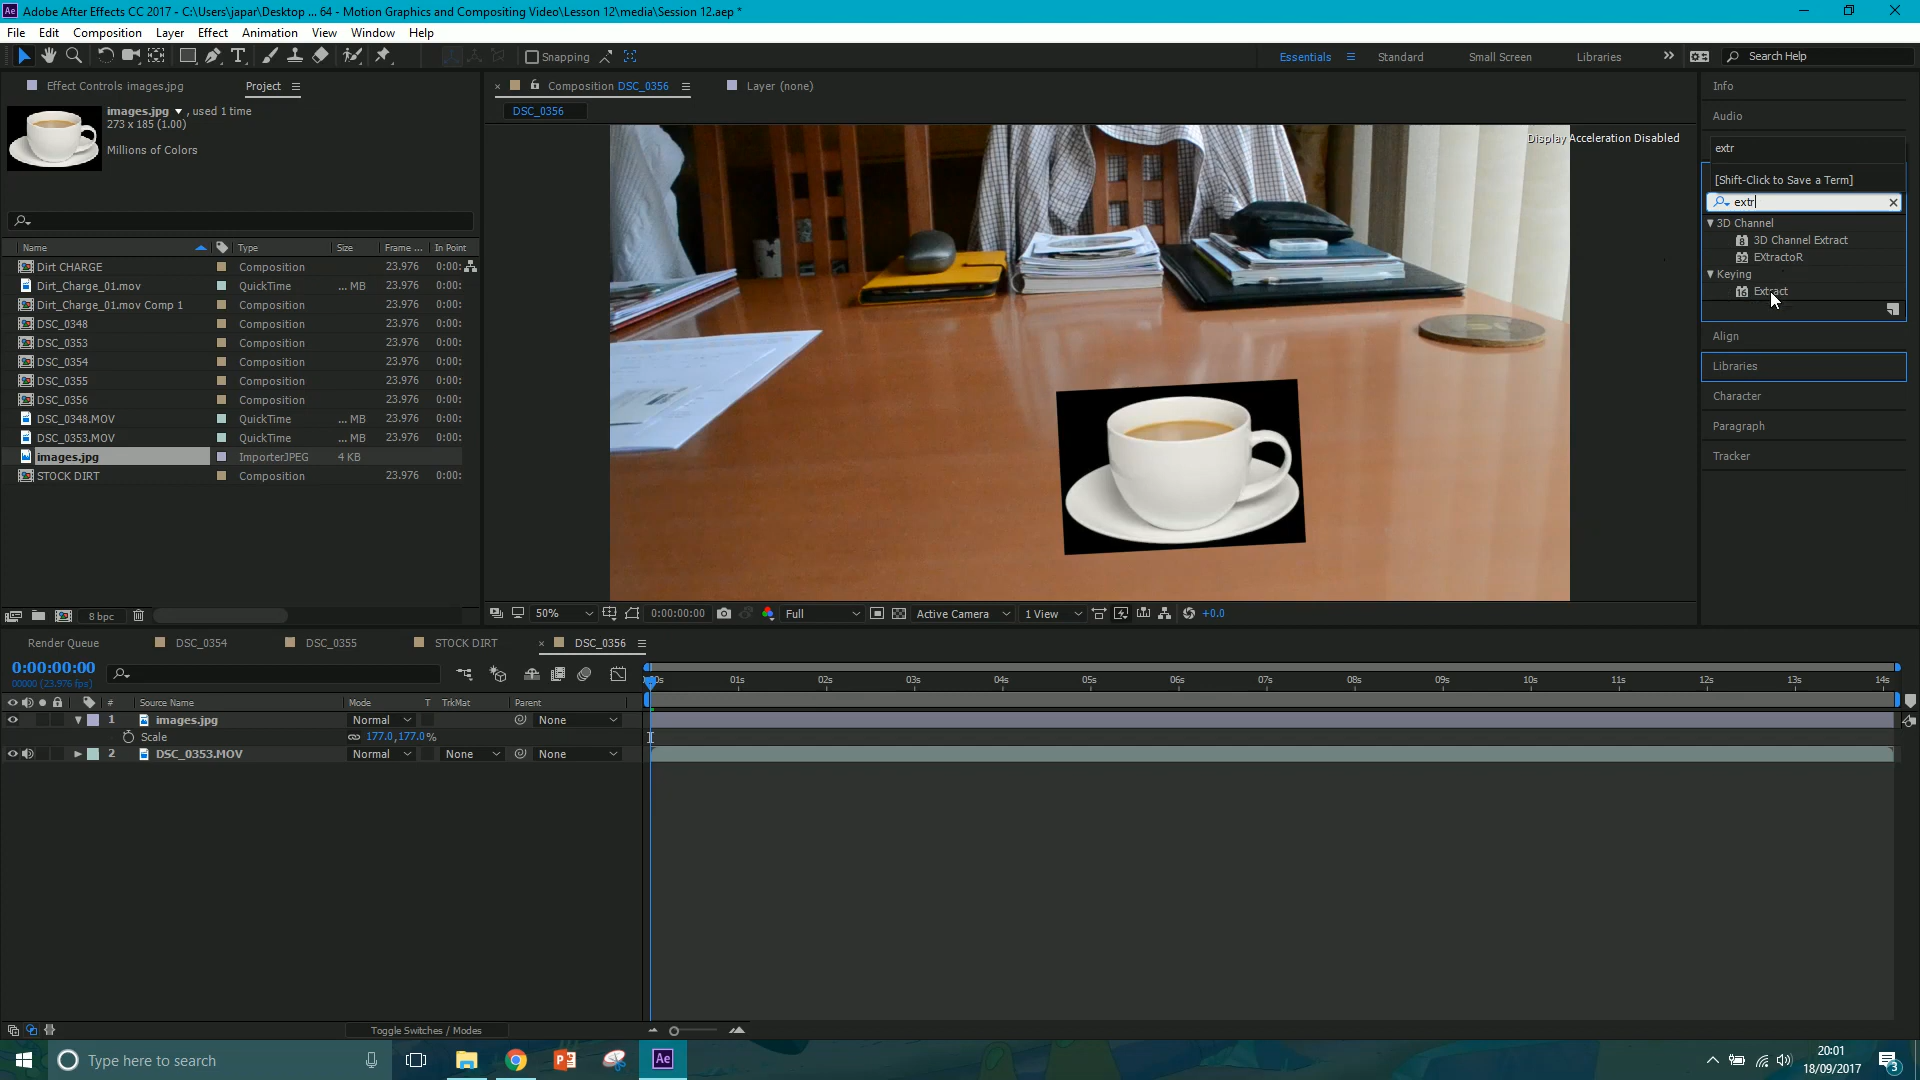 Ae Adobe After Effects CC 2017 - C:\Users\japar\Desktop ... 64 - Motion Graphics and Compositing Video\Lesson 12\media\Session 12.aep *
File Edit Composition Layer Effect Animation View Window Help
Snapping Essentials Standard Small Screen Libraries Search Help
Effect Controls images.jpg Project
images.jpg , used 1 time
273 x 185 (1.00)
Millions of Colors
Name Type Size Frame ... In Point
Dirt CHARGE Composition 23.976 0:00:
Dirt_Charge_01.mov QuickTime ... MB 23.976 0:00:
Dirt_Charge_01.mov Comp 1 Composition 23.976 0:00:
DSC_0348 Composition 23.976 0:00:
DSC_0353 Composition 23.976 0:00:
DSC_0354 Composition 23.976 0:00:
DSC_0355 Composition 23.976 0:00:
DSC_0356 Composition 23.976 0:00:
DSC_0348.MOV QuickTime ... MB 23.976 0:00:
DSC_0353.MOV QuickTime ... MB 23.976 0:00:
images.jpg ImporterJPEG 4 KB
STOCK DIRT Composition 23.976 0:00:
8 bpc
Composition DSC_0356 Layer (none)
DSC_0356
Display Acceleration Disabled
50% 0:00:00:00 Full Active Camera 1 View +0.0
Info
Audio
extr
[Shift-Click to Save a Term]
extr
3D Channel
3D Channel Extract
EXtractoR
Keying
Extract
Align
Libraries
Character
Paragraph
Tracker
Render Queue DSC_0354 DSC_0355 STOCK DIRT DSC_0356
0:00:00:00
00000 (23.976 fps)
:00s 01s 02s 03s 04s 05s 06s 07s 08s 09s 10s 11s 12s 13s 14s
# Source Name Mode T TrkMat Parent
1 images.jpg Normal None
Scale 177.0,177.0%
2 DSC_0353.MOV Normal None None
Toggle Switches / Modes
Type here to search Ae
20:01
18/09/2017
3